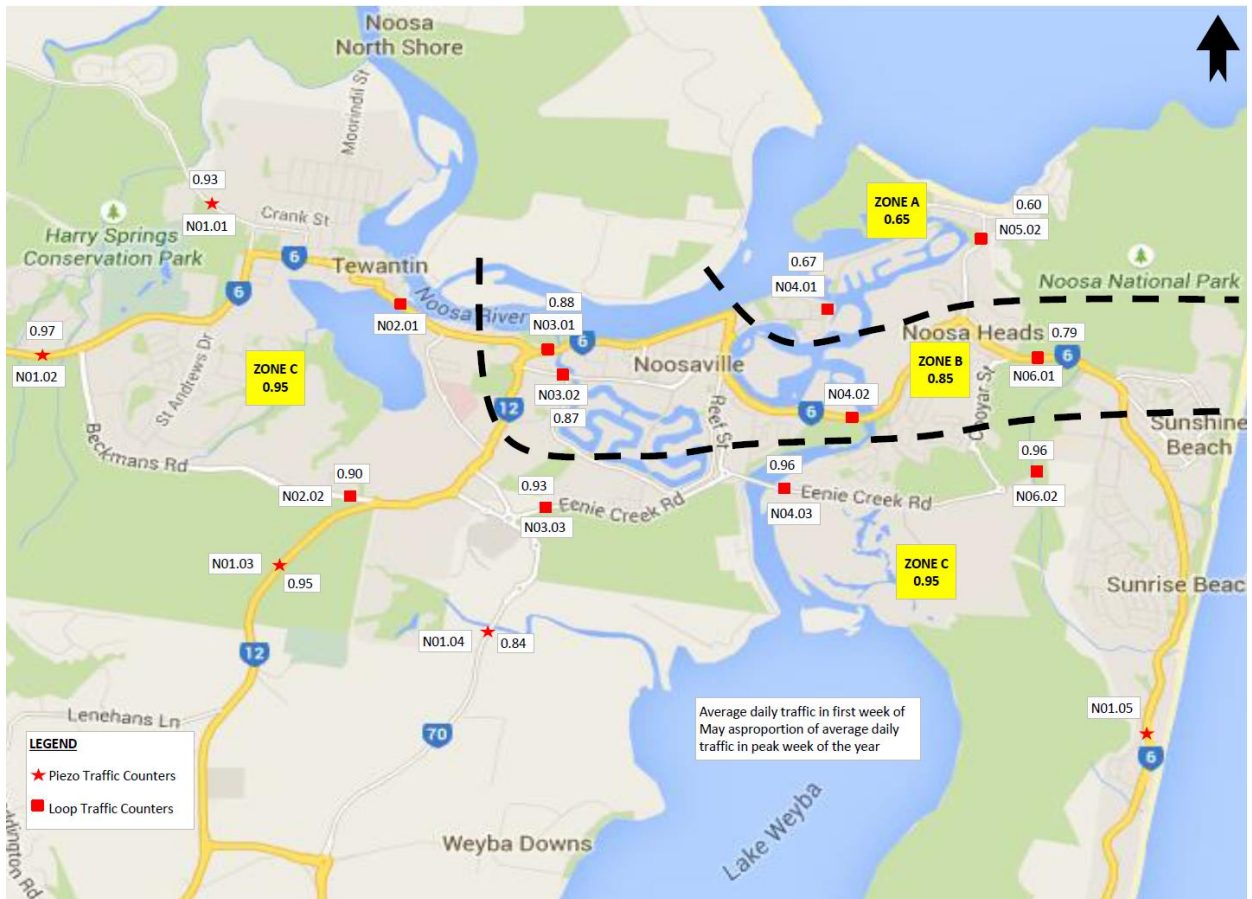 Noosa
North Shore
Moorindil St
0.93
N01.01
Crank St
Harry Springs
Conservation Park
6
6
Tewantin
Noosa River
N02.01
0.97
N01.02
St Andrews Dr
ZONE C
0.95
Beckmans Rd
0.90
N02.02
12
0.88
N03.01
6
N03.02
0.87
Noosaville
Reef St
0.67
N04.01
ZONE A
0.65
0.60
N05.02
Noosa National Park
Noosa Heads
0.79
6
N06.01
ZONE B
0.85
N04.02
6
Cooyar St
Sunshine
Beach
0.96
N06.02
0.96
N04.03
Eenie Creek Rd
0.93
N03.03
Eenie Creek Rd
N01.03
0.95
ZONE C
0.95
Sunrise Beac
N01.04
0.84
12
Lenehans Ln
70
Average daily traffic in first week of
May asproportion of average daily
traffic in peak week of the year
N01.05
6
LEGEND
Piezo Traffic Counters
Loop Traffic Counters
Weyba Downs
Lake Weyba
ddington Rd